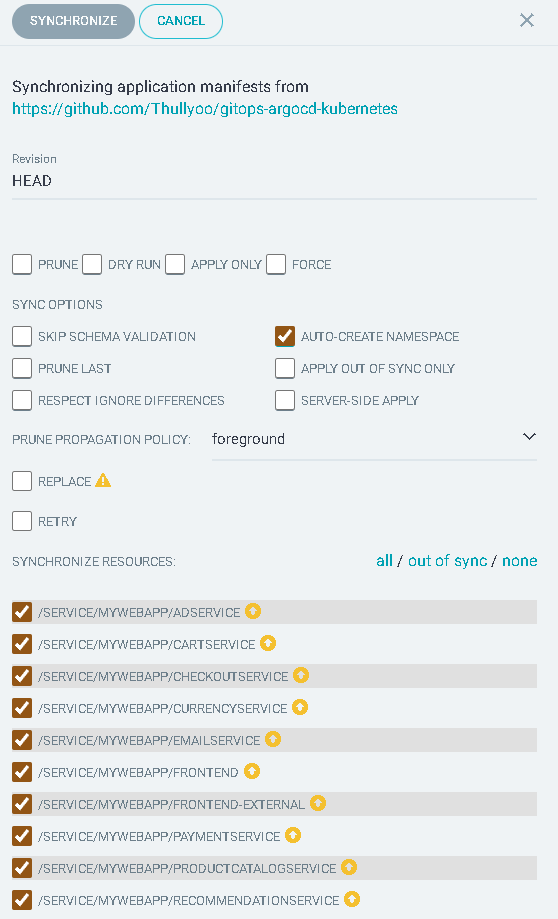 SYNCHRONIZE CANCEL
Synchronizing application manifests from
https://github.com/Thullyoo/gitops-argocd-kubernetes
Revision
HEAD
PRUNE DRY RUN APPLY ONLY FORCE
SYNC OPTIONS
SKIP SCHEMA VALIDATION AUTO-CREATE NAMESPACE
PRUNE LAST APPLY OUT OF SYNC ONLY
RESPECT IGNORE DIFFERENCES SERVER-SIDE APPLY
PRUNE PROPAGATION POLICY: foreground
REPLACE
RETRY
SYNCHRONIZE RESOURCES: all / out of sync / none
/SERVICE/MYWEBAPP/ADSERVICE
/SERVICE/MYWEBAPP/CARTSERVICE
/SERVICE/MYWEBAPP/CHECKOUTSERVICE
/SERVICE/MYWEBAPP/CURRENCYSERVICE
/SERVICE/MYWEBAPP/EMAILSERVICE
/SERVICE/MYWEBAPP/FRONTEND
/SERVICE/MYWEBAPP/FRONTEND-EXTERNAL
/SERVICE/MYWEBAPP/PAYMENTSERVICE
/SERVICE/MYWEBAPP/PRODUCTCATALOGSERVICE
/SERVICE/MYWEBAPP/RECOMMENDATIONSERVICE